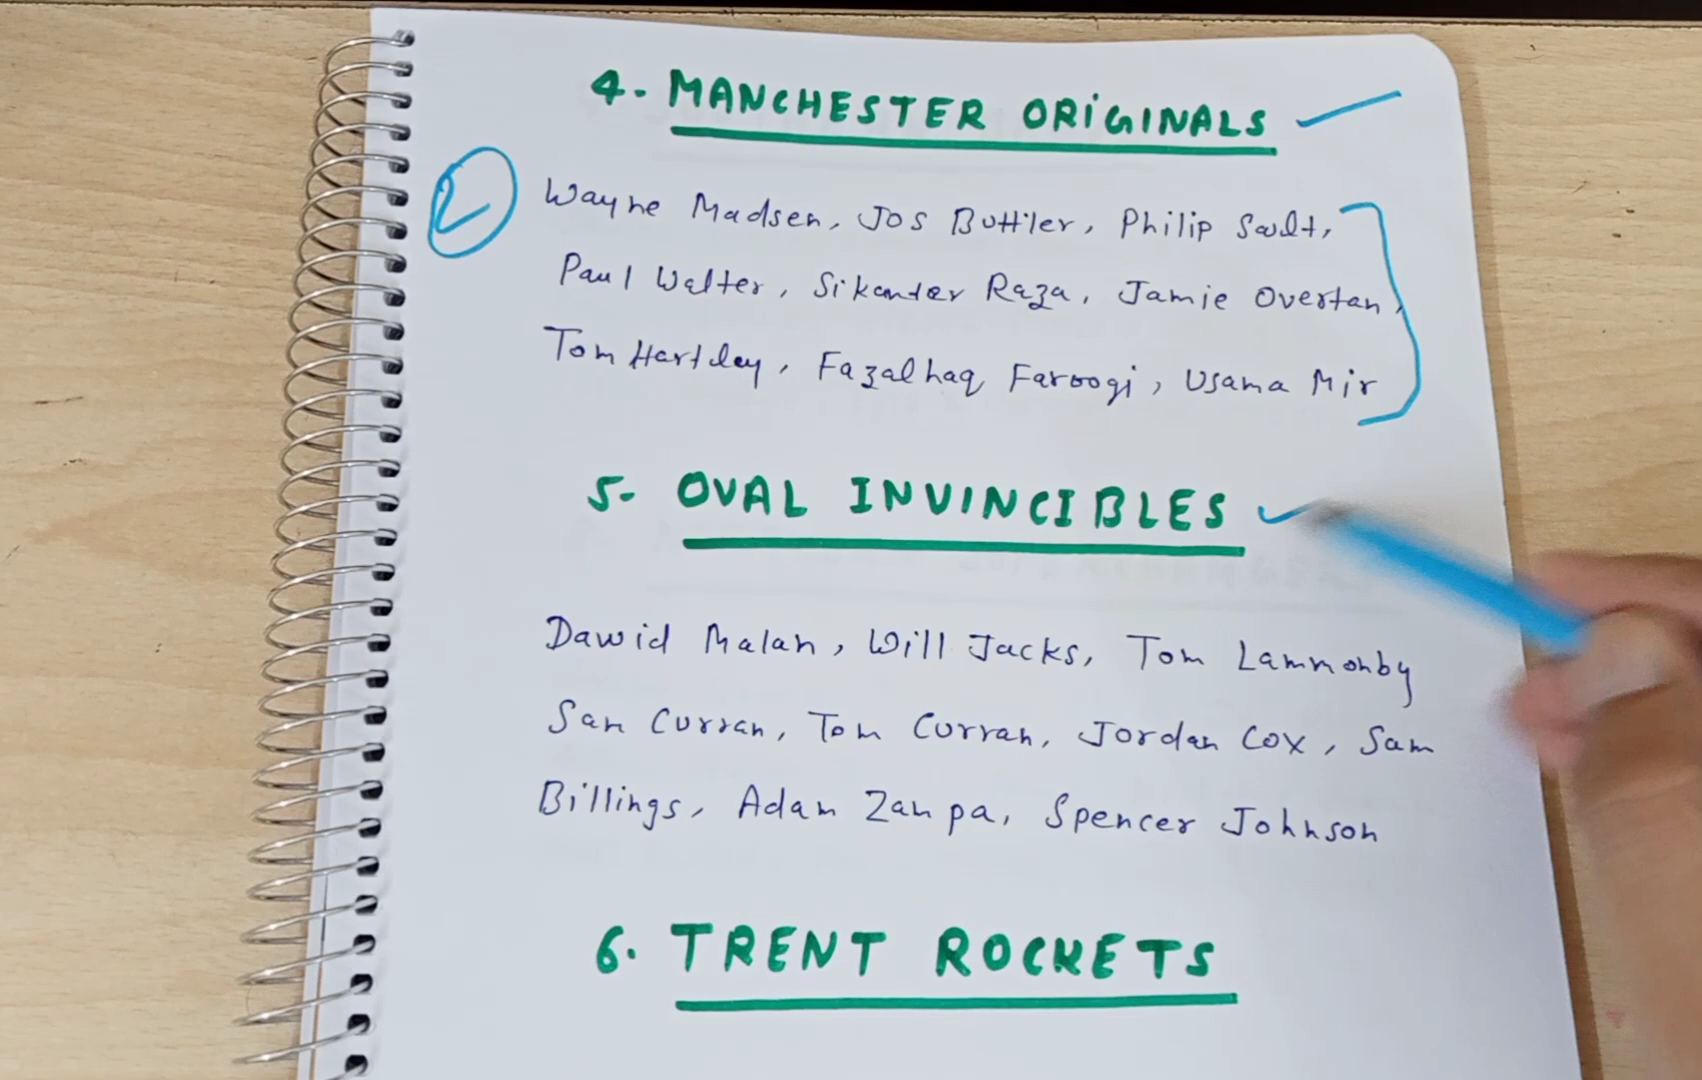 4. MANCHESTER ORIGINALS
Wayne Madsen, Jos Buttler, Philip Salt,
Paul Walter, Sikander Raza, Jamie Overtan,
Tom Hartley, Fazalhaq Farooqi, Usama Mir
5- OVAL INVINCIBLES
Dawid Malan, Will Jacks, Tom Lammonby
Sam Curran, Tom Curran, Jordan Cox, Sam
Billings, Adam Zampa, Spencer Johnson
6. TRENT ROCKETS